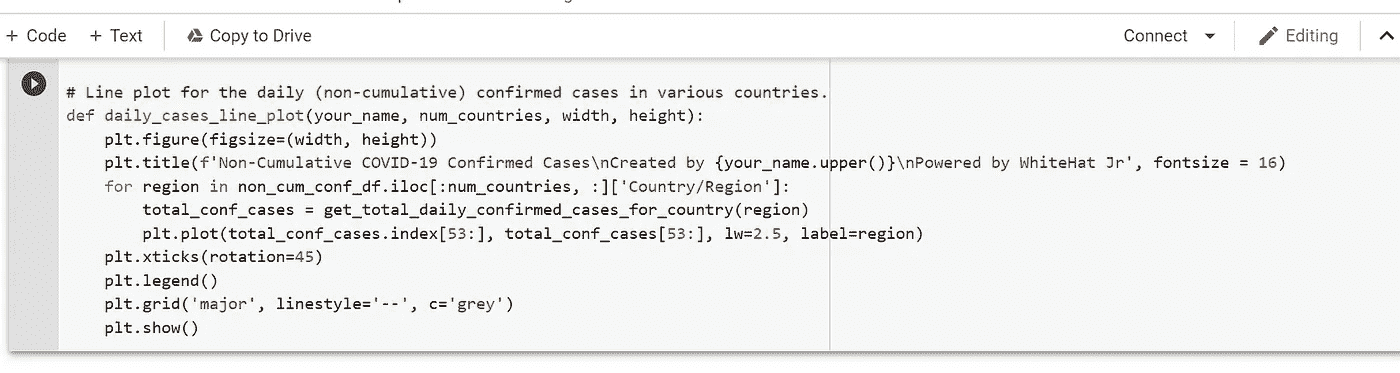 + Code + Text Copy to Drive Connect Editing
# Line plot for the daily (non-cumulative) confirmed cases in various countries.
def daily_cases_line_plot(your_name, num_countries, width, height):
    plt.figure(figsize=(width, height))
    plt.title(f'Non-Cumulative COVID-19 Confirmed Cases\nCreated by {your_name.upper()}\nPowered by WhiteHat Jr', fontsize = 16)
    for region in non_cum_conf_df.iloc[:num_countries, :]['Country/Region']:
        total_conf_cases = get_total_daily_confirmed_cases_for_country(region)
        plt.plot(total_conf_cases.index[53:], total_conf_cases[53:], lw=2.5, label=region)
    plt.xticks(rotation=45)
    plt.legend()
    plt.grid('major', linestyle='--', c='grey')
    plt.show()